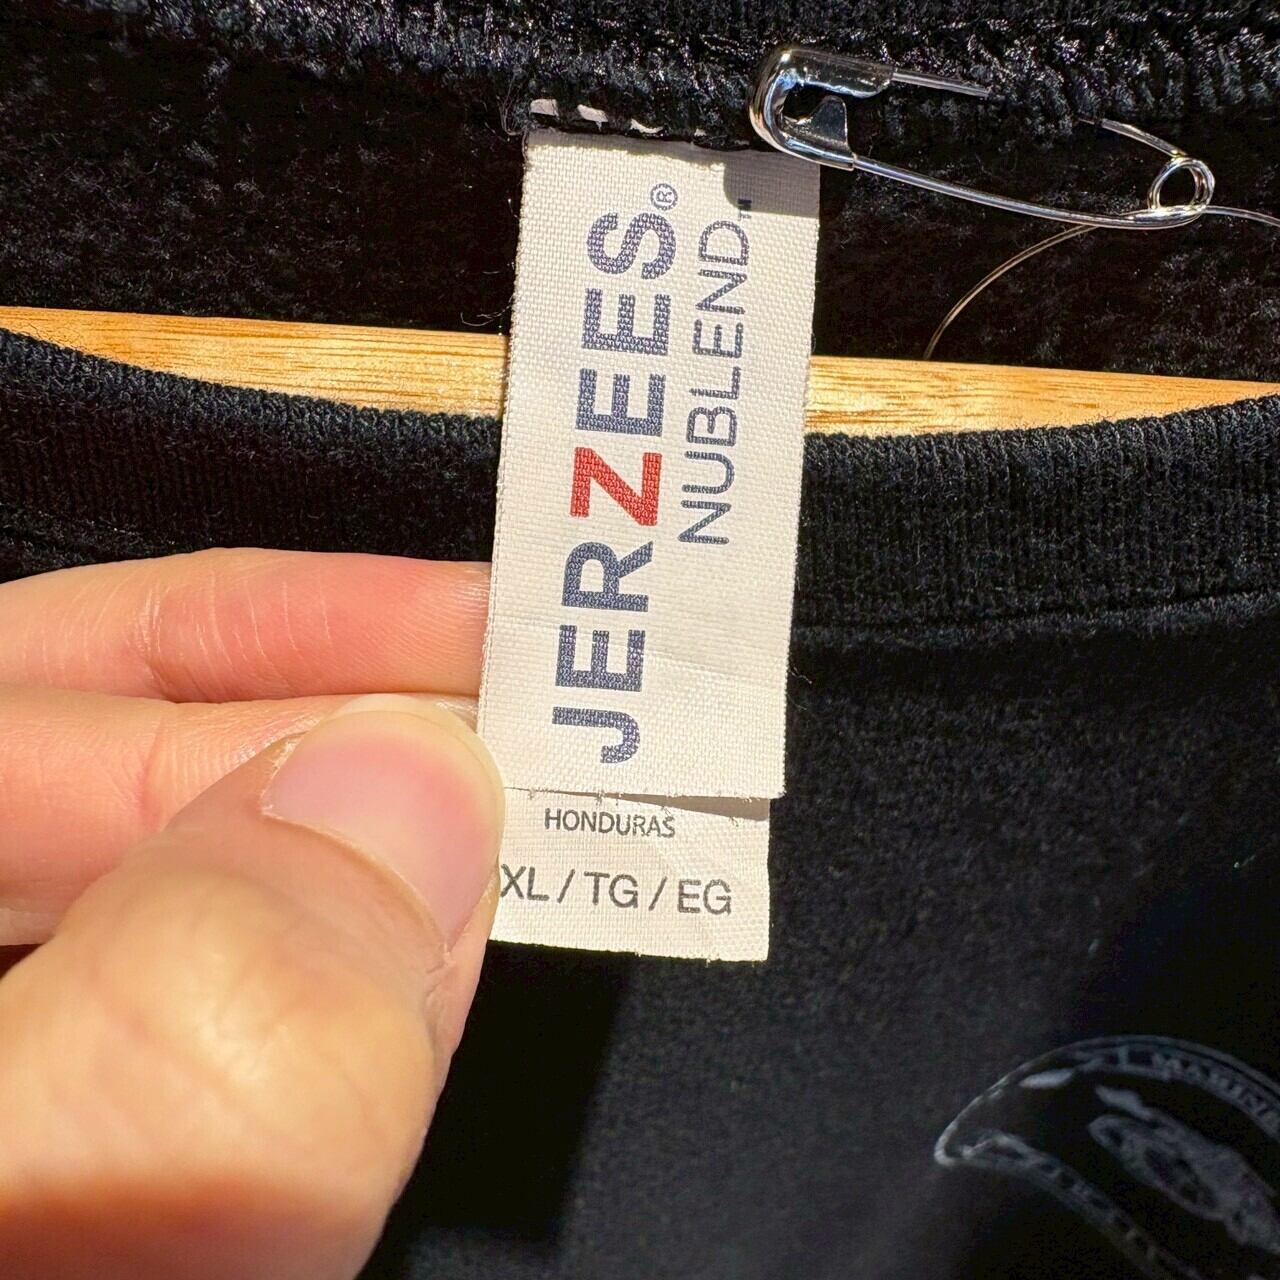 JERZEES®
NUBLEND™
HONDURAS
XL / TG / EG